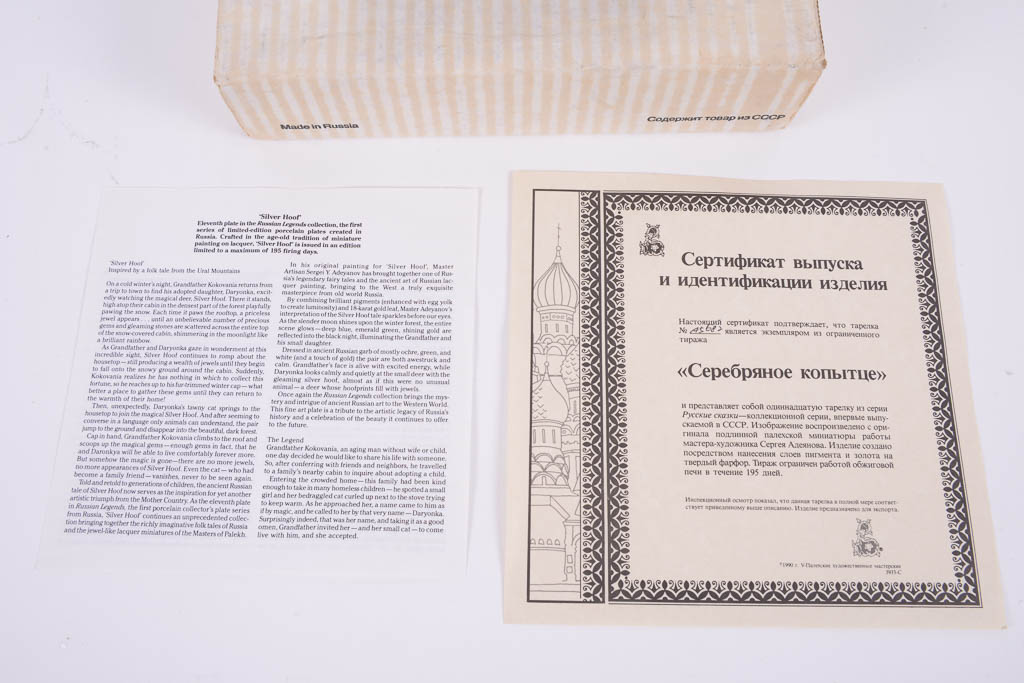 Made in Russia
Содержит товар из СССР
'Silver Hoof'
Eleventh plate in the Russian Legends collection, the first
series of limited-edition porcelain plates created in
Russia. Crafted in the age-old tradition of miniature
painting on lacquer, 'Silver Hoof' is issued in an edition
limited to a maximum of 195 firing days.
'Silver Hoof'
Inspired by a folk tale from the Ural Mountains
On a cold winter's night, Grandfather Kokovania returns from
a trip to town to find his adopted daughter, Daryonka, excit-
edly watching the magical deer, Silver Hoof. There it stands,
high atop their cabin in the densest part of the forest playfully
pawing the snow. Each time it paws the rooftop, a priceless
jewel appears . . . until an unbelievable number of precious
gems and gleaming stones are scattered across the entire top
of the snow-covered cabin, shimmering in the moonlight like
a brilliant rainbow.
As Grandfather and Daryonka gaze in wonderment at this
incredible sight, Silver Hoof continues to romp about the
housetop — still producing a wealth of jewels until they begin
to fall onto the snowy ground around the cabin. Suddenly,
Kokovania realizes he has nothing in which to collect this
fortune, so he reaches up to his fur-trimmed winter cap — what
better a place to gather these gems until they can return to
the warmth of their home!
Then, unexpectedly, Daryonka's tawny cat springs to the
housetop to join the magical Silver Hoof. And after seeming to
converse in a language only animals can understand, the pair
jump to the ground and disappear into the beautiful, dark forest.
Cap in hand, Grandfather Kokovania climbs to the roof and
scoops up the magical gems — enough gems in fact, that he
and Daronkya will be able to live comfortably forever more.
But somehow the magic is gone — there are no more jewels,
no more appearances of Silver Hoof. Even the cat — who had
become a family friend — vanishes, never to be seen again.
Told and retold to generations of children, the ancient Russian
tale of Silver Hoof now serves as the inspiration for yet another
artistic triumph from the Mother Country. As the eleventh plate
in Russian Legends, the first porcelain collector's plate series
from Russia, 'Silver Hoof' continues an unprecedented collec-
tion bringing together the richly imaginative folk tales of Russia
and the jewel-like lacquer miniatures of the Masters of Palekh.
In his original painting for 'Silver Hoof', Master
Artisan Sergei Y. Adeyanov has brought together one of Rus-
sia's legendary fairy tales and the ancient art of Russian lac-
quer painting, bringing to the West a truly exquisite
masterpiece from old world Russia.
By combining brilliant pigments (enhanced with egg yolk
to create luminosity) and 18-karat gold leaf, Master Adeyanov's
interpretation of the Silver Hoof tale sparkles before our eyes.
As the slender moon shines upon the winter forest, the entire
scene glows — deep blue, emerald green, shining gold are
reflected into the black night, illuminating the Grandfather and
his small daughter.
Dressed in ancient Russian garb of mostly ochre, green, and
white (and a touch of gold) the pair are both awestruck and
calm. Grandfather's face is alive with excited energy, while
Daryonka looks calmly and quietly at the small deer with the
gleaming silver hoof, almost as if this were no unusual
animal — a deer whose hoofprints fill with jewels.
Once again the Russian Legends collection brings the mys-
tery and intrigue of ancient Russian art to the Western World.
This fine art plate is a tribute to the artistic legacy of Russia's
history and a celebration of the beauty it continues to offer
to the future.
The Legend
Grandfather Kokovania, an aging man without wife or child,
one day decided he would like to share his life with someone.
So, after conferring with friends and neighbors, he travelled
to a family's nearby cabin to inquire about adopting a child.
Entering the crowded home — this family had been kind
enough to take in many homeless children — he spotted a small
girl and her bedraggled cat curled up next to the stove trying
to keep warm. As he approached her, a name came to him as
if by magic, and he called to her by that very name — Daryonka.
Surprisingly indeed, that was her name, and taking it as a good
omen, Grandfather invited her — and her small cat — to come
live with him, and she accepted.
Сертификат выпуска
и идентификации изделия
Настоящий сертификат подтверждает, что тарелка
№ является экземпляром из ограниченного
тиража
«Серебряное копытце»
и представляет собой одиннадцатую тарелку из серии
Русские сказки—коллекционной серии, впервые выпу-
скаемой в СССР. Изображение воспроизведено с ори-
гинала подлинной палехской миниатюры работы
мастера-художника Сергея Адеянова. Изделие создано
посредством нанесения слоев пигмента и золота на
твердый фарфор. Тираж ограничен работой обжиговой
печи в течение 195 дней.
Инспекционный осмотр показал, что данная тарелка в полной мере соответ-
ствует приведенному выше описанию. Изделие предназначено для экспорта.
©1990 г. У-Палехские художественные мастерские
5015-C